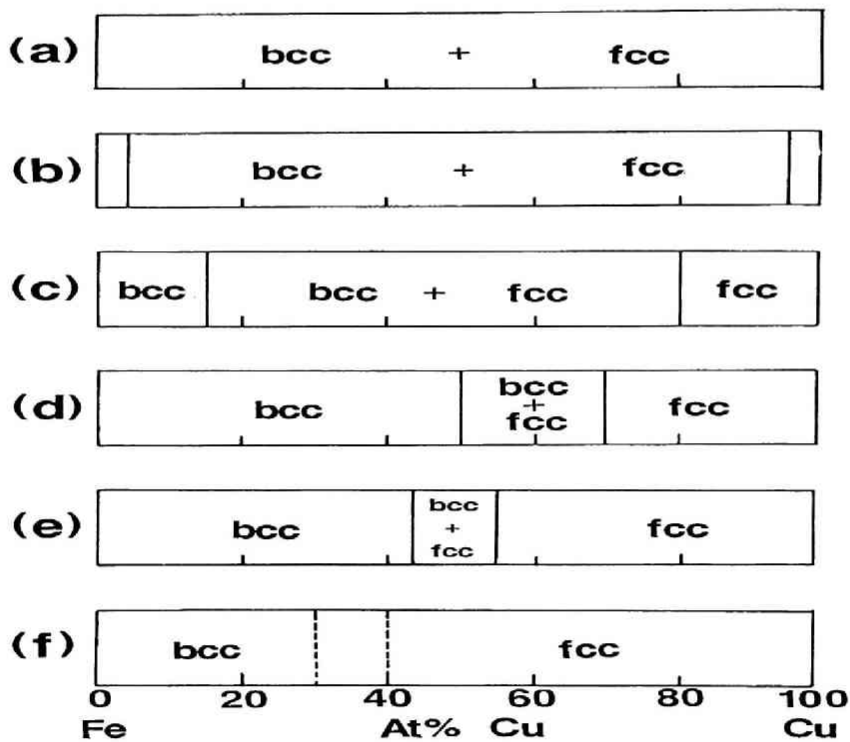 (a) bcc + fcc
(b) bcc + fcc
(c) bcc bcc + fcc fcc
(d) bcc bcc + fcc fcc
(e) bcc bcc + fcc fcc
(f) bcc fcc
0 20 40 60 80 100
Fe At% Cu Cu